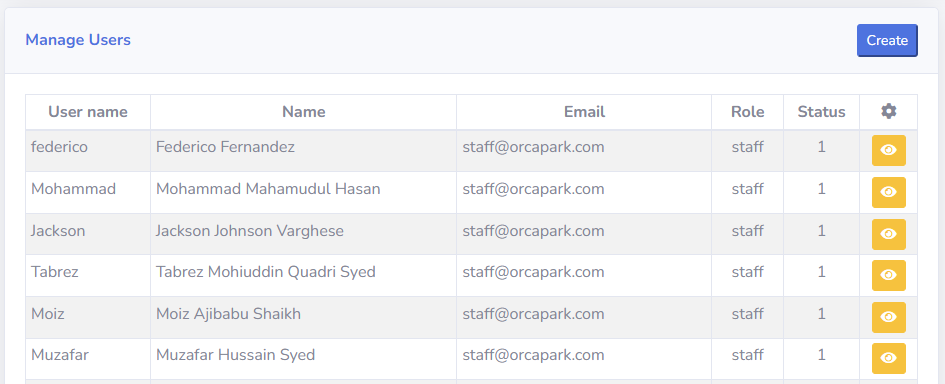 Manage Users
Create
User name Name Email Role Status
federico Federico Fernandez staff@orcapark.com staff 1
Mohammad Mohammad Mahamudul Hasan staff@orcapark.com staff 1
Jackson Jackson Johnson Varghese staff@orcapark.com staff 1
Tabrez Tabrez Mohiuddin Quadri Syed staff@orcapark.com staff 1
Moiz Moiz Ajibabu Shaikh staff@orcapark.com staff 1
Muzafar Muzafar Hussain Syed staff@orcapark.com staff 1